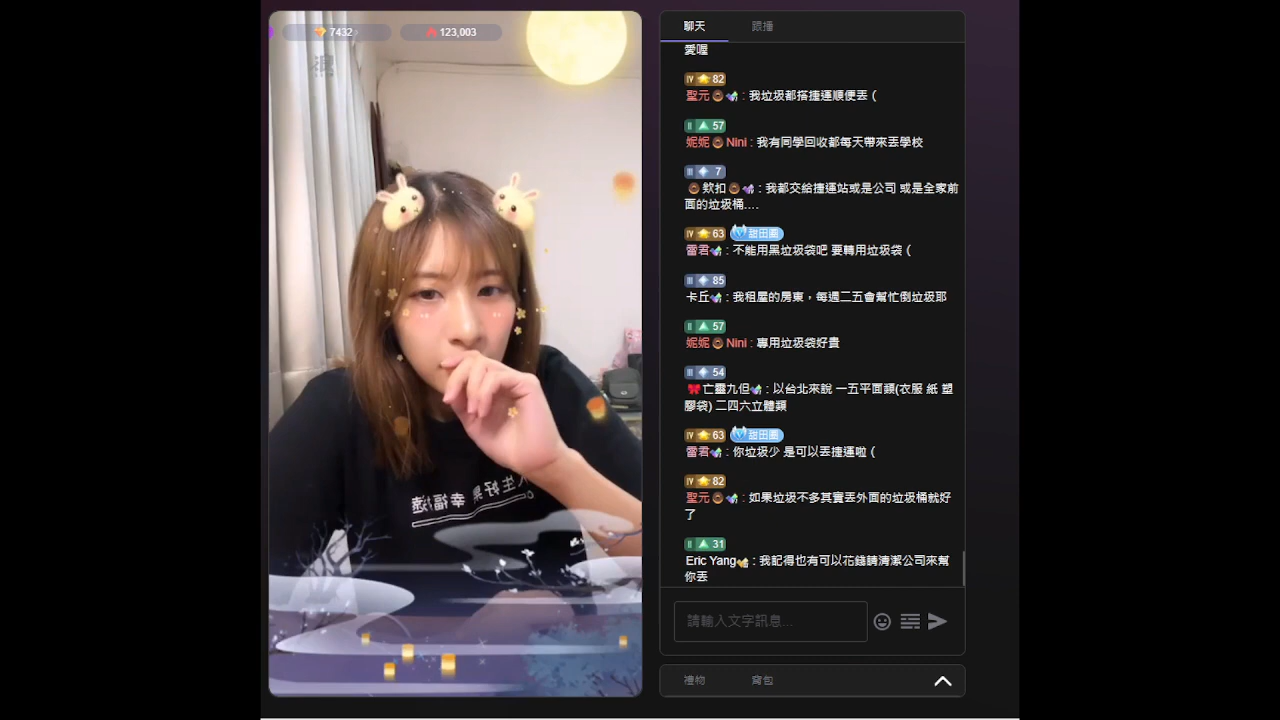 7432
123,003
浪
聊天
跟播
愛喔
IV 82
聖元 : 我垃圾都搭捷運順便丟 (
II 57
妮妮 Nini : 我有同學回收都每天帶來丟學校
III 7
欸扣 : 我都交給捷運站或是公司 或是全家前
面的垃圾桶....
IV 63 甜田圈
雷君 : 不能用黑垃圾袋吧 要轉用垃圾袋 (
III 85
卡丘 : 我租屋的房東，每週二五會幫忙倒垃圾耶
II 57
妮妮 Nini : 專用垃圾袋好貴
III 54
亡靈九但 : 以台北來說 一五平面類(衣服 紙 塑
膠袋) 二四六立體類
IV 63 甜田圈
雷君 : 你垃圾少 是可以丟捷運啦 (
IV 82
聖元 : 如果垃圾不多其實丟外面的垃圾桶就好
了
II 31
Eric Yang : 我記得也有可以花錢請清潔公司來幫
你丟
請輸入文字訊息...
禮物
背包